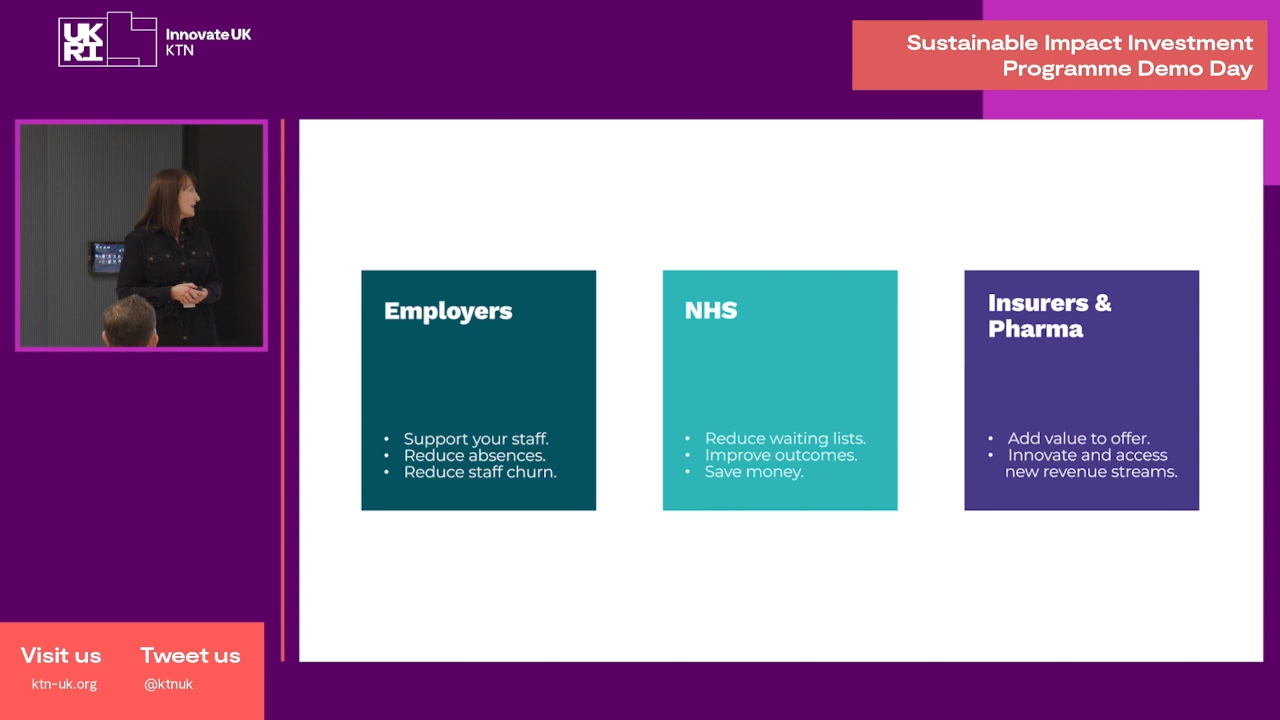 UK
RI
Innovate UK
KTN
Sustainable Impact Investment
Programme Demo Day
Employers
• Support your staff.
• Reduce absences.
• Reduce staff churn.
NHS
• Reduce waiting lists.
• Improve outcomes.
• Save money.
Insurers &
Pharma
• Add value to offer.
• Innovate and access
new revenue streams.
Visit us
ktn-uk.org
Tweet us
@ktnuk